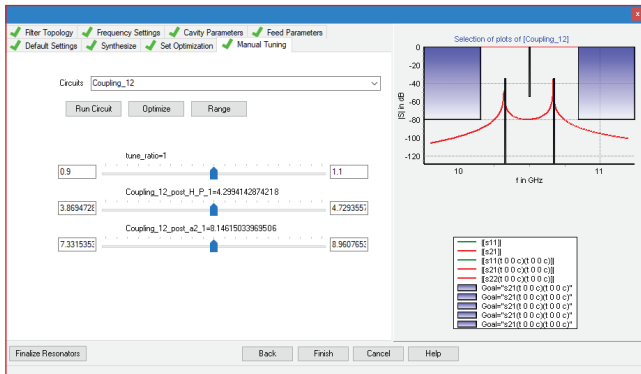 Filter Topology Frequency Settings Cavity Parameters Feed Parameters
Default Settings Synthesize Set Optimization Manual Tuning
Circuits Coupling_12
Run Circuit Optimize Range
tune_ratio=1
0.9 1.1
Coupling_12_post_H_P_1=4.2994142874218
3.8694728 4.7293557
Coupling_12_post_a2_1=8.14615033969506
7.3315353 8.9607653
Finalize Resonators Back Finish Cancel Help
Selection of plots of [Coupling_12]
|S| in dB
0
-20
-40
-60
-80
-100
-120
10 11
f in GHz
|[s11]|
|[s21]|
|[s11(t 0 0 c)(t 0 0 c)]|
|[s21(t 0 0 c)(t 0 0 c)]|
|[s22(t 0 0 c)(t 0 0 c)]|
Goal="s21(t 0 0 c)(t 0 0 c)"
Goal="s21(t 0 0 c)(t 0 0 c)"
Goal="s21(t 0 0 c)(t 0 0 c)"
Goal="s21(t 0 0 c)(t 0 0 c)"
Goal="s21(t 0 0 c)(t 0 0 c)"